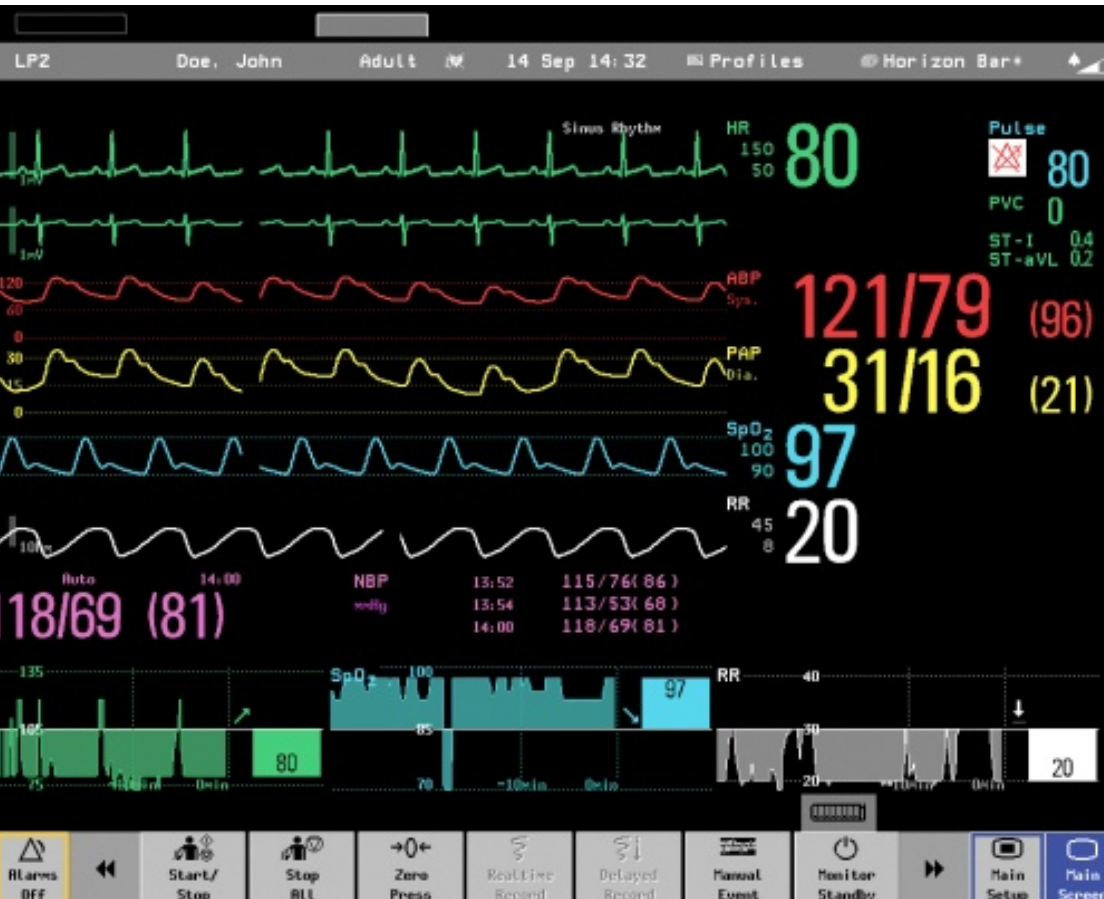 LP2 Doe, John Adult 14 Sep 14:32 Profiles Horizon Bar+
Sinus Rhythm
HR
150
50
80
Pulse
80
PVC 0
ST-I 0.4
ST-aVL 0.2
1mV
1mV
120
60
0
ABP
Sys.
121/79 (96)
30
15
0
PAP
Dia.
31/16 (21)
SpO₂
100
90
97
RR
45
8
20
Auto 14:00
118/69 (81)
NBP
mmHg
13:52 115/76( 86 )
13:54 113/53( 68 )
14:00 118/69( 81 )
135
105
75
0min
80
SpO₂
100
85
70
-10min 0min
97
RR
40
30
20
-10min 0min
20
Alarms Off
Start/ Stop
Stop All
→0←
Zero Press
Realtime Record
Delayed Record
Manual Event
Monitor Standby
Main Setup
Main Screen